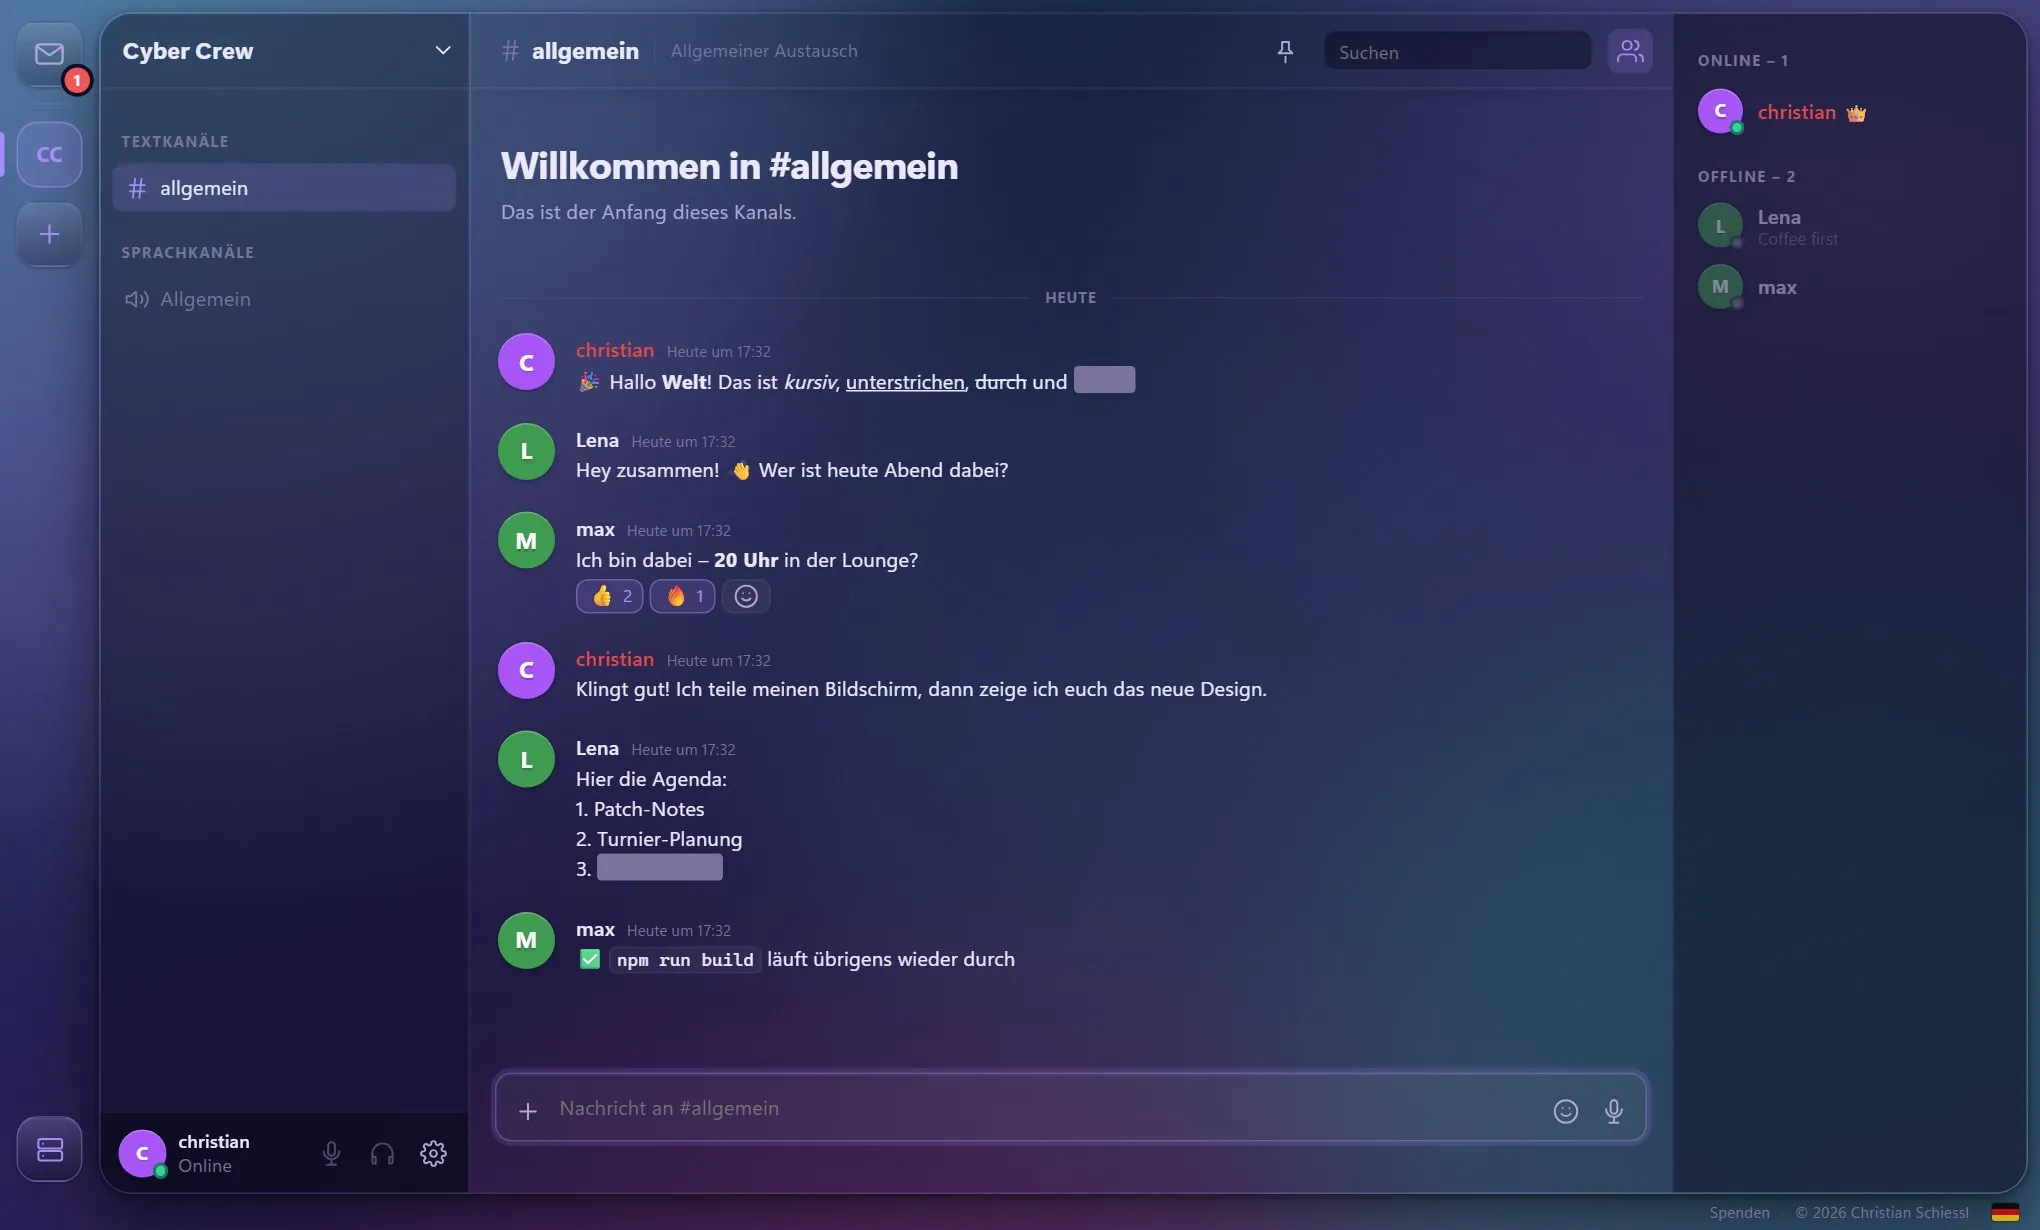 1
CC
Cyber Crew
TEXTKANÄLE
# allgemein
SPRACHKANÄLE
Allgemein
C
christian
Online
# allgemein
Allgemeiner Austausch
Suchen
Willkommen in #allgemein
Das ist der Anfang dieses Kanals.
HEUTE
C
christian Heute um 17:32
🎉 Hallo Welt! Das ist kursiv, unterstrichen, durch und
L
Lena Heute um 17:32
Hey zusammen! 👋 Wer ist heute Abend dabei?
M
max Heute um 17:32
Ich bin dabei – 20 Uhr in der Lounge?
👍 2 🔥 1
C
christian Heute um 17:32
Klingt gut! Ich teile meinen Bildschirm, dann zeige ich euch das neue Design.
L
Lena Heute um 17:32
Hier die Agenda:
1. Patch-Notes
2. Turnier-Planung
3.
M
max Heute um 17:32
✅ npm run build läuft übrigens wieder durch
Nachricht an #allgemein
ONLINE – 1
C
christian 👑
OFFLINE – 2
L
Lena
Coffee first
M
max
Spenden · © 2026 Christian Schiessl